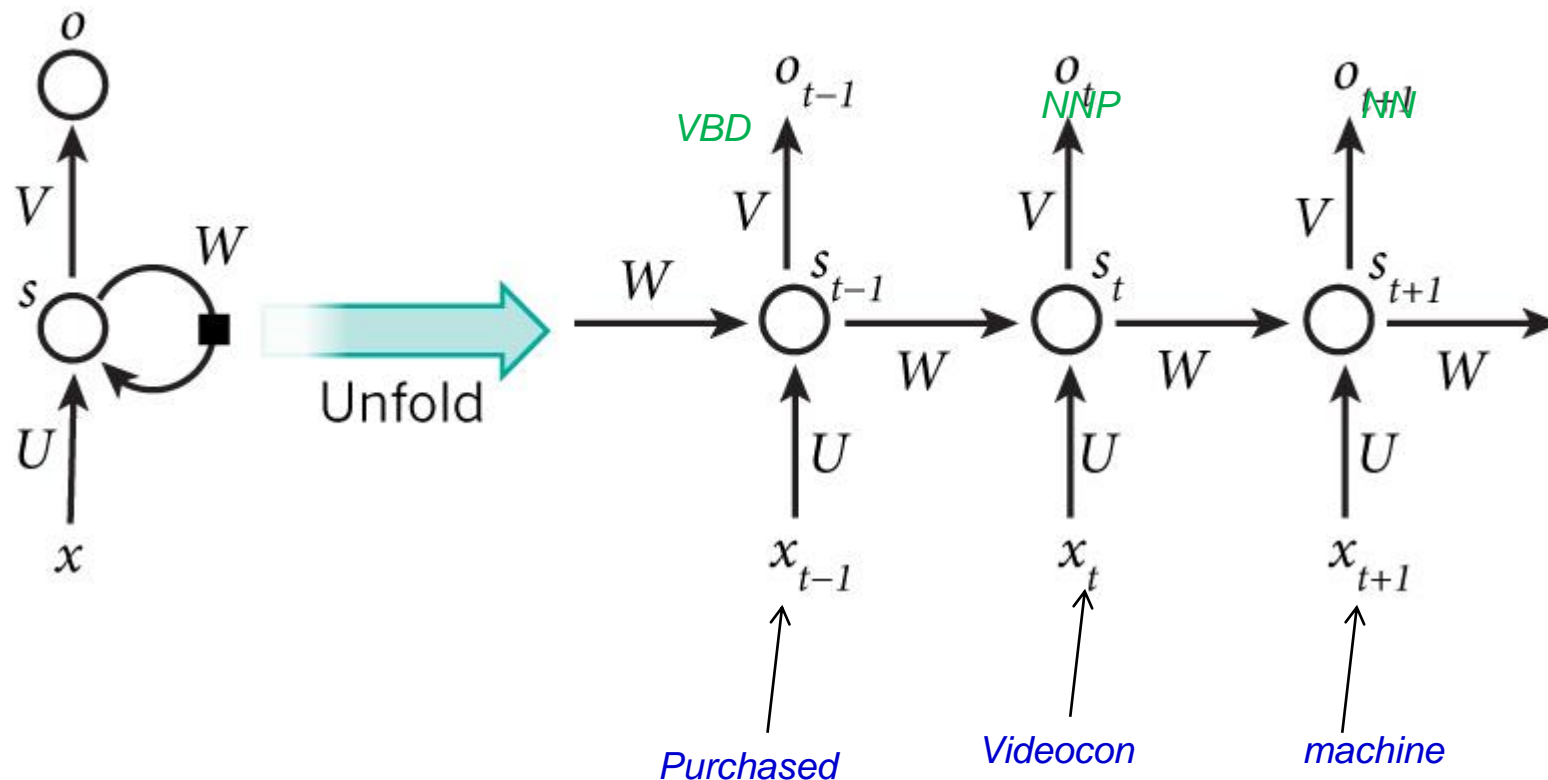 o
V
W
s
U
x
Unfold
o t−1
o t
o t+1
VBD
NNP
NN
V
V
V
W
s t−1
s t
s t+1
W
W
W
U
U
U
x t−1
x t
x t+1
Purchased
Videocon
machine